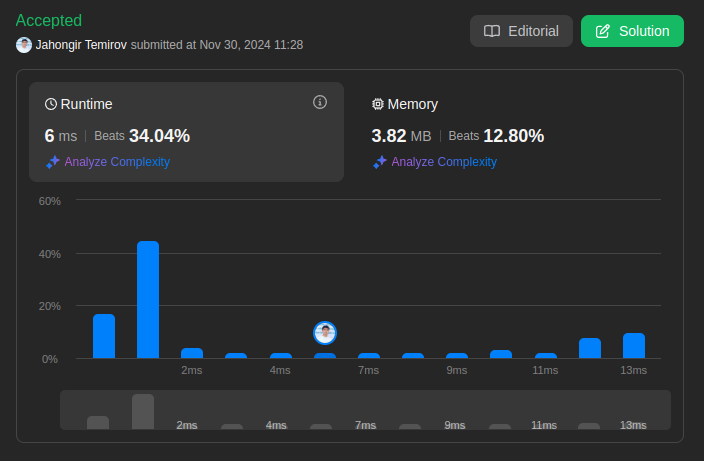 Accepted
Jahongir Temirov submitted at Nov 30, 2024 11:28
Editorial
Solution
Runtime
6 ms | Beats 34.04%
Analyze Complexity
Memory
3.82 MB | Beats 12.80%
Analyze Complexity
60%
40%
20%
0%
2ms 4ms 7ms 9ms 11ms 13ms
2ms 4ms 7ms 9ms 11ms 13ms